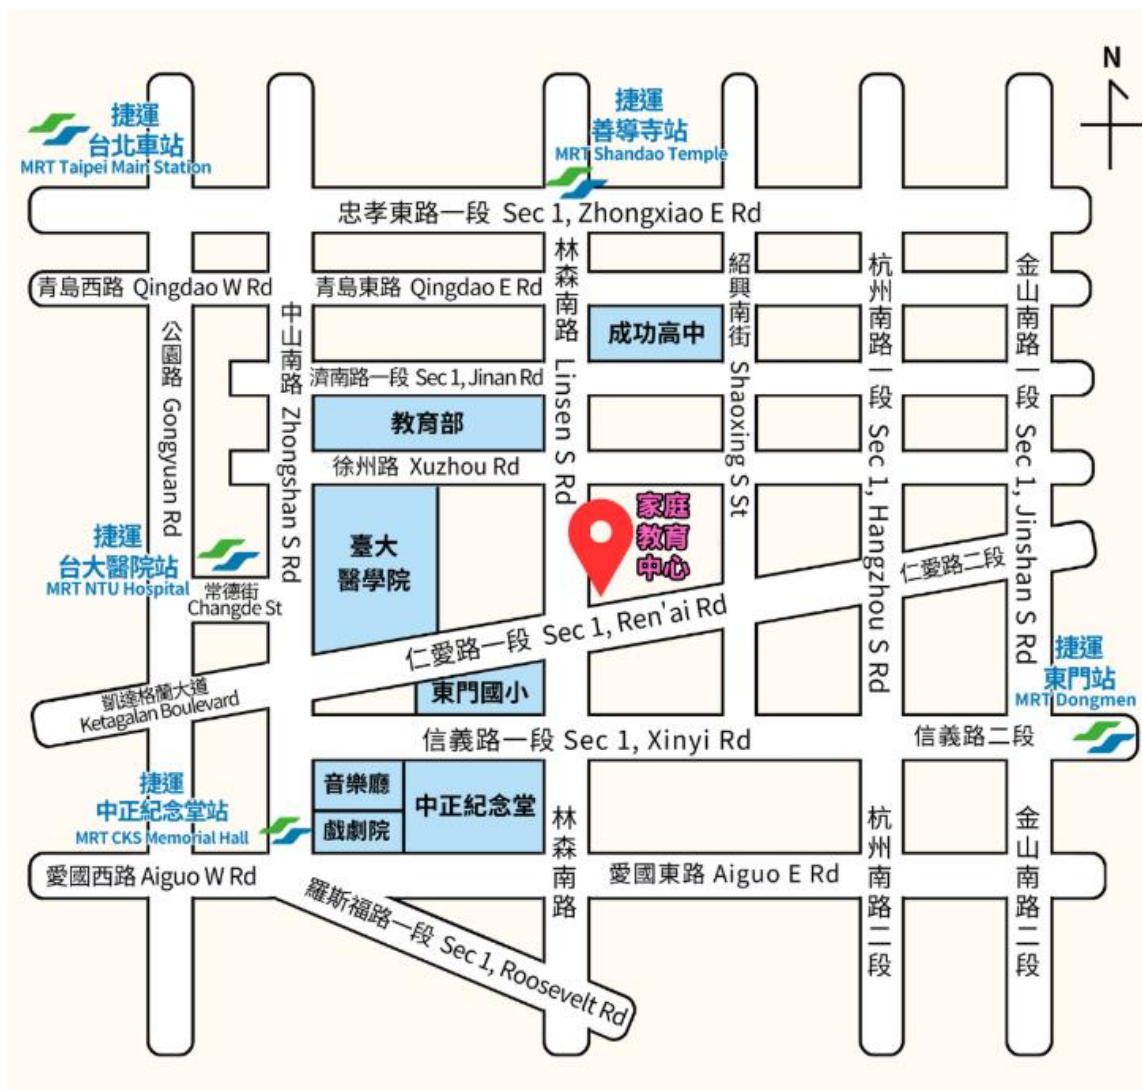 N
捷運
台北車站
MRT Taipei Main Station
捷運
善導寺站
MRT Shandao Temple
忠孝東路一段 Sec 1, Zhongxiao E Rd
青島西路 Qingdao W Rd
青島東路 Qingdao E Rd
公園路 Gongyuan Rd
中山南路 Zhongshan S Rd
林森南路 Linsen S Rd
紹興南街 Shaoxing S St
杭州南路一段 Sec 1, Hangzhou S Rd
金山南路一段 Sec 1, Jinshan S Rd
成功高中
濟南路一段 Sec 1, Jinan Rd
教育部
徐州路 Xuzhou Rd
家庭
教育
中心
臺大
醫學院
捷運
台大醫院站
MRT NTU Hospital
常德街
Changde St
仁愛路二段
仁愛路一段 Sec 1, Ren'ai Rd
凱達格蘭大道
Ketagalan Boulevard
東門國小
捷運
東門站
MRT Dongmen
信義路一段 Sec 1, Xinyi Rd
信義路二段
捷運
中正紀念堂站
MRT CKS Memorial Hall
音樂廳
戲劇院
中正紀念堂
林森南路
杭州南路二段
金山南路二段
愛國西路 Aiguo W Rd
愛國東路 Aiguo E Rd
羅斯福路一段 Sec 1, Roosevelt Rd